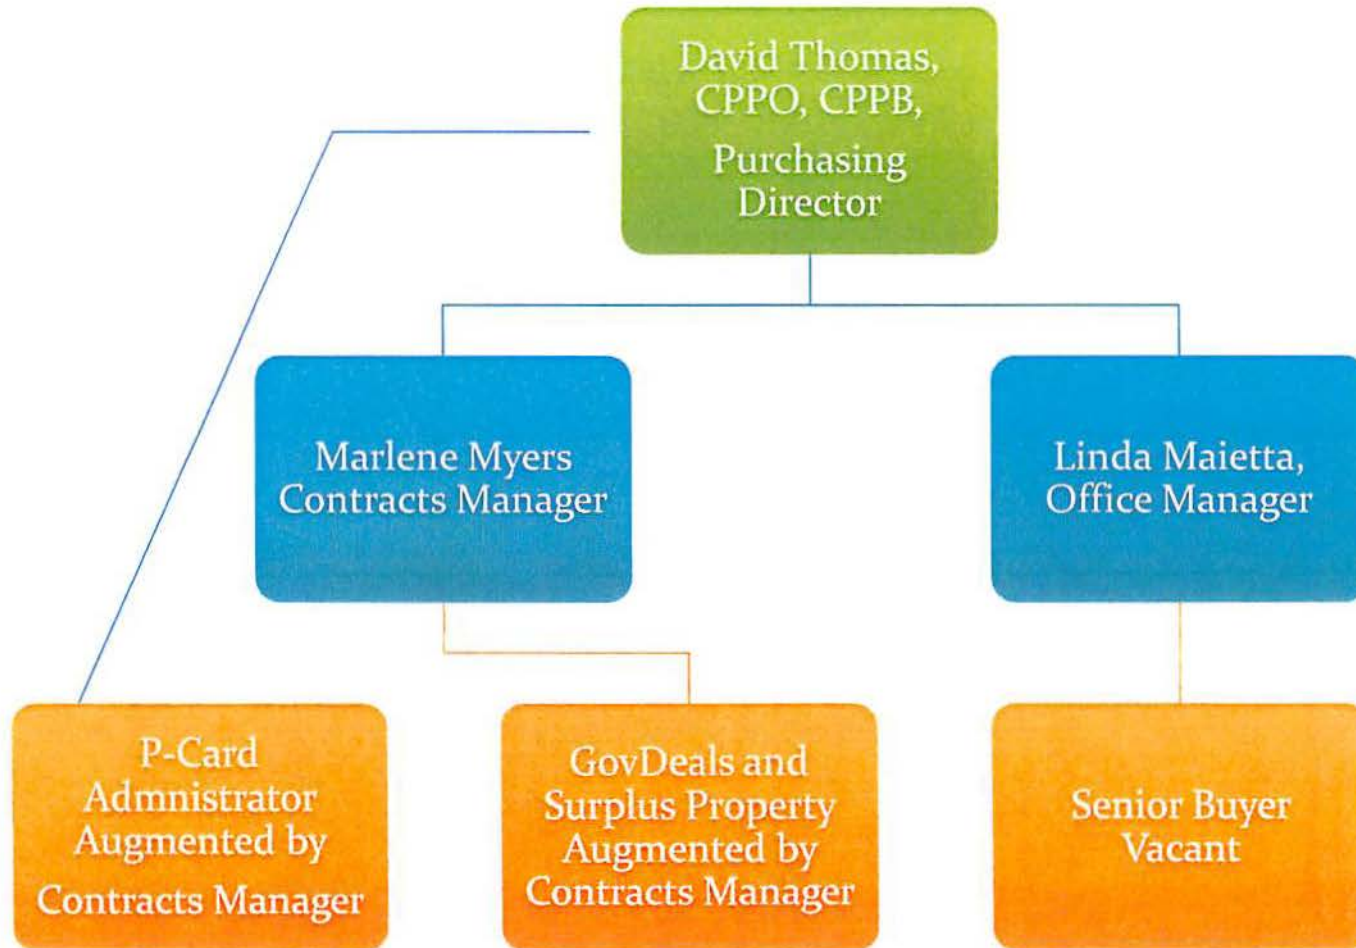 David Thomas,
CPPO, CPPB,
Purchasing
Director
Marlene Myers
Contracts Manager
Linda Maietta,
Office Manager
P-Card
Admnistrator
Augmented by
Contracts Manager
GovDeals and
Surplus Property
Augmented by
Contracts Manager
Senior Buyer
Vacant